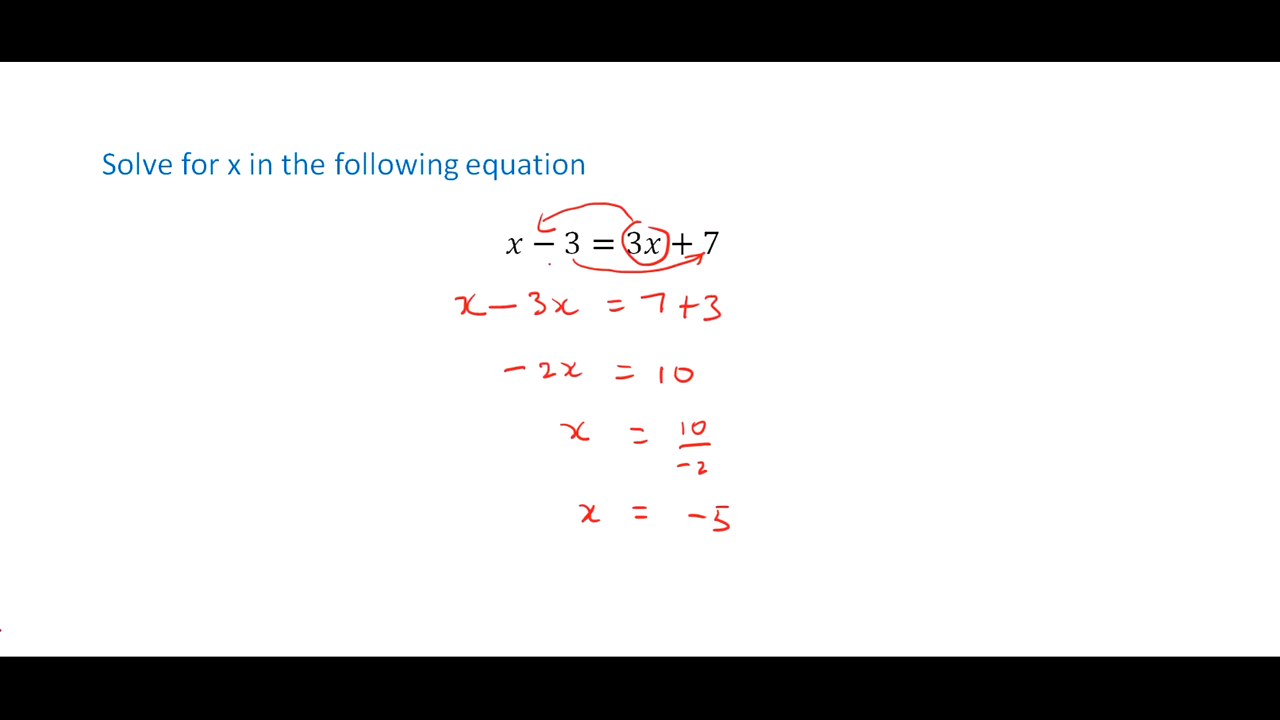 Solve for x in the following equation
x − 3 = 3x + 7
x − 3x = 7 + 3
− 2x = 10
x = 10/-2
x = -5